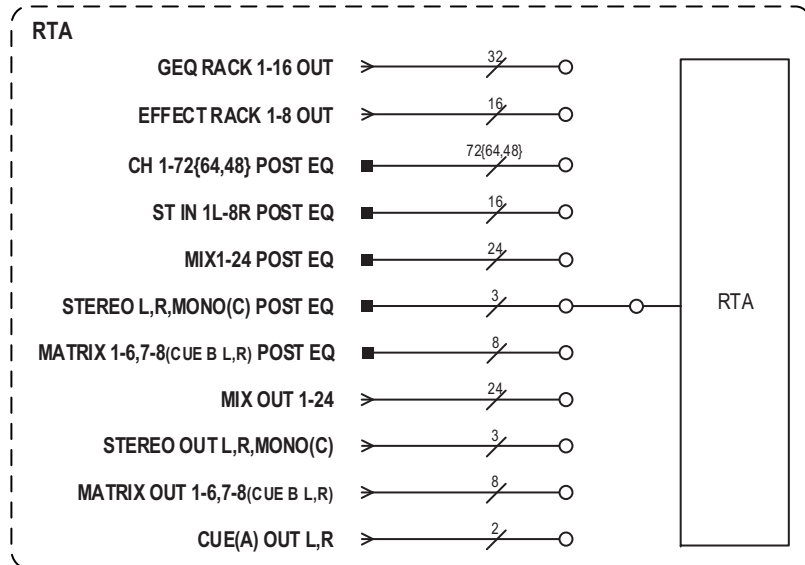 RTA
GEQ RACK 1-16 OUT 32
EFFECT RACK 1-8 OUT 16
CH 1-72{64,48} POST EQ 72{64,48}
ST IN 1L-8R POST EQ 16
MIX1-24 POST EQ 24
STEREO L,R,MONO(C) POST EQ 3 RTA
MATRIX 1-6,7-8(CUE B L,R) POST EQ 8
MIX OUT 1-24 24
STEREO OUT L,R,MONO(C) 3
MATRIX OUT 1-6,7-8(CUE B L,R) 8
CUE(A) OUT L,R 2